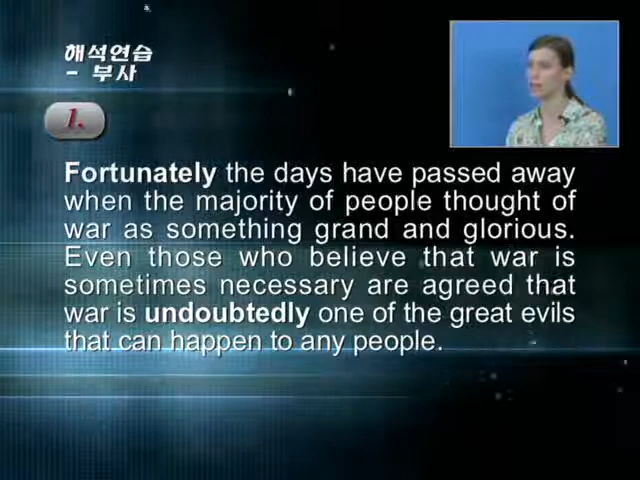 해석연습
- 부사
1.
Fortunately the days have passed away
when the majority of people thought of
war as something grand and glorious.
Even those who believe that war is
sometimes necessary are agreed that
war is undoubtedly one of the great evils
that can happen to any people.